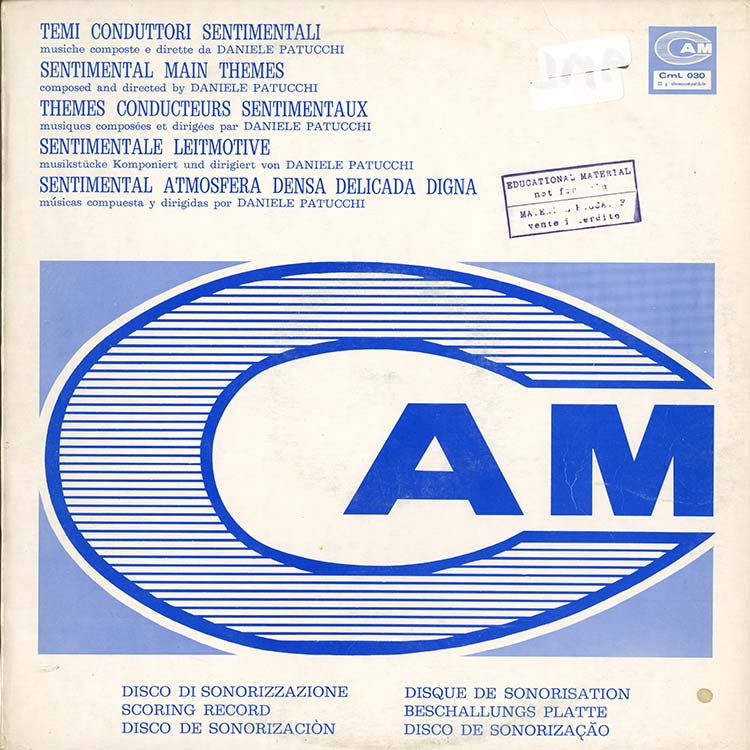 TEMI CONDUTTORI SENTIMENTALI
musiche composte e dirette da DANIELE PATUCCHI
SENTIMENTAL MAIN THEMES
composed and directed by DANIELE PATUCCHI
THEMES CONDUCTEURS SENTIMENTAUX
musiques composées et dirigées par DANIELE PATUCCHI
SENTIMENTALE LEITMOTIVE
musikstücke Komponiert und dirigiert von DANIELE PATUCCHI
SENTIMENTAL ATMOSFERA DENSA DELICADA DIGNA
músicas compuesta y dirigidas por DANIELE PATUCCHI
CAM
CmL 030
EDUCATIONAL MATERIAL
not for
vente
CAM
DISCO DI SONORIZZAZIONE
SCORING RECORD
DISCO DE SONORIZACIÒN
DISQUE DE SONORISATION
BESCHALLUNGS PLATTE
DISCO DE SONORIZAÇÃO